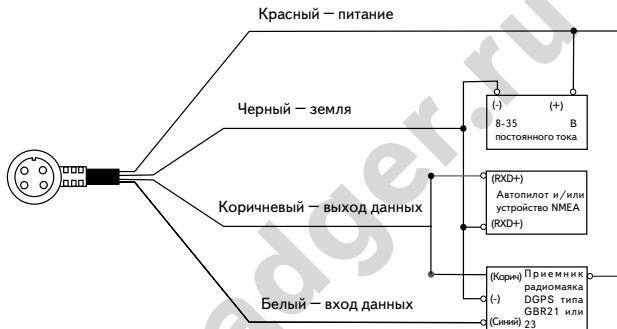 Красный — питание
(-)
(+)
8-35 В
постоянного тока
Черный — земля
(RXD+)
Автопилот и/или
устройство NMEA
(RXD+)
Коричневый — выход данных
(Корич) Приемник
радиомаяка
(-) DGPS типа
GBR21 или
(Синий) 23
Белый — вход данных
adger.ru